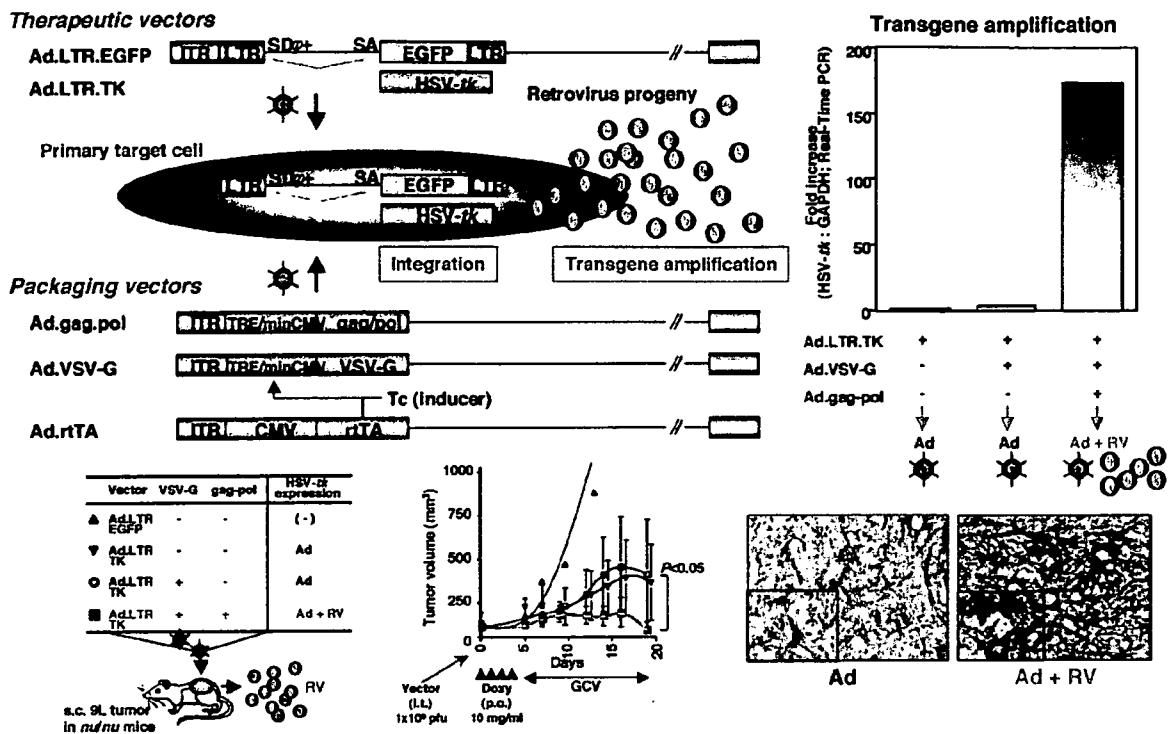 Therapeutic vectors
Ad.LTR.EGFP
ITR LTR SDψ+ SA EGFP LTR
Ad.LTR.TK
HSV-tk
Retrovirus progeny
Primary target cell
LTR SDψ+ SA EGFP LTR
HSV-tk
Integration
Transgene amplification
Packaging vectors
Ad.gag.pol
ITR TRE/minCMV gag/pol
Ad.VSV-G
ITR TRE/minCMV VSV-G
Tc (inducer)
Ad.rtTA
ITR CMV rtTA
Transgene amplification
Fold increase
(HSV-tk : GAPDH; Real-Time PCR)
200
150
100
50
0
Ad.LTR.TK + + +
Ad.VSV-G - + +
Ad.gag-pol - - +
Ad Ad Ad + RV
Vector VSV-G gag-pol HSV-tk expression
▲ Ad.LTR EGFP - - (-)
▼ Ad.LTR TK - - Ad
○ Ad.LTR TK + - Ad
■ Ad.LTR TK + + Ad + RV
RV
s.c. 9L tumor
in nu/nu mice
Tumor volume (mm³)
1000
750
500
250
0
P<0.05
0 5 10 15 20
Days
Vector
(i.t.)
1x10⁹ pfu
Doxy
(p.o.)
10 mg/ml
GCV
Ad
Ad + RV